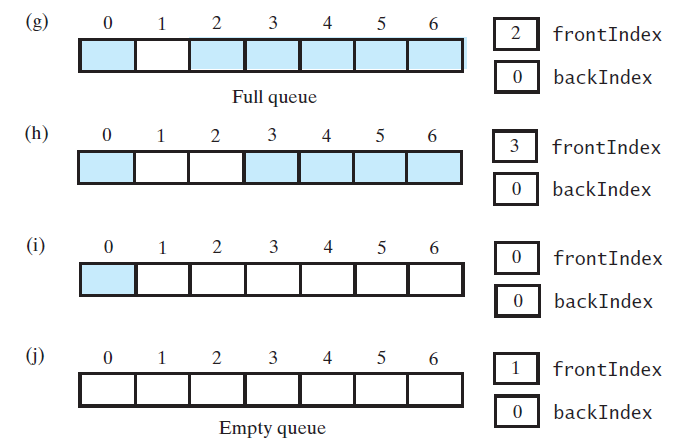 (g) 0 1 2 3 4 5 6 2 frontIndex
0 backIndex
Full queue
(h) 0 1 2 3 4 5 6 3 frontIndex
0 backIndex
(i) 0 1 2 3 4 5 6 0 frontIndex
0 backIndex
(j) 0 1 2 3 4 5 6 1 frontIndex
0 backIndex
Empty queue